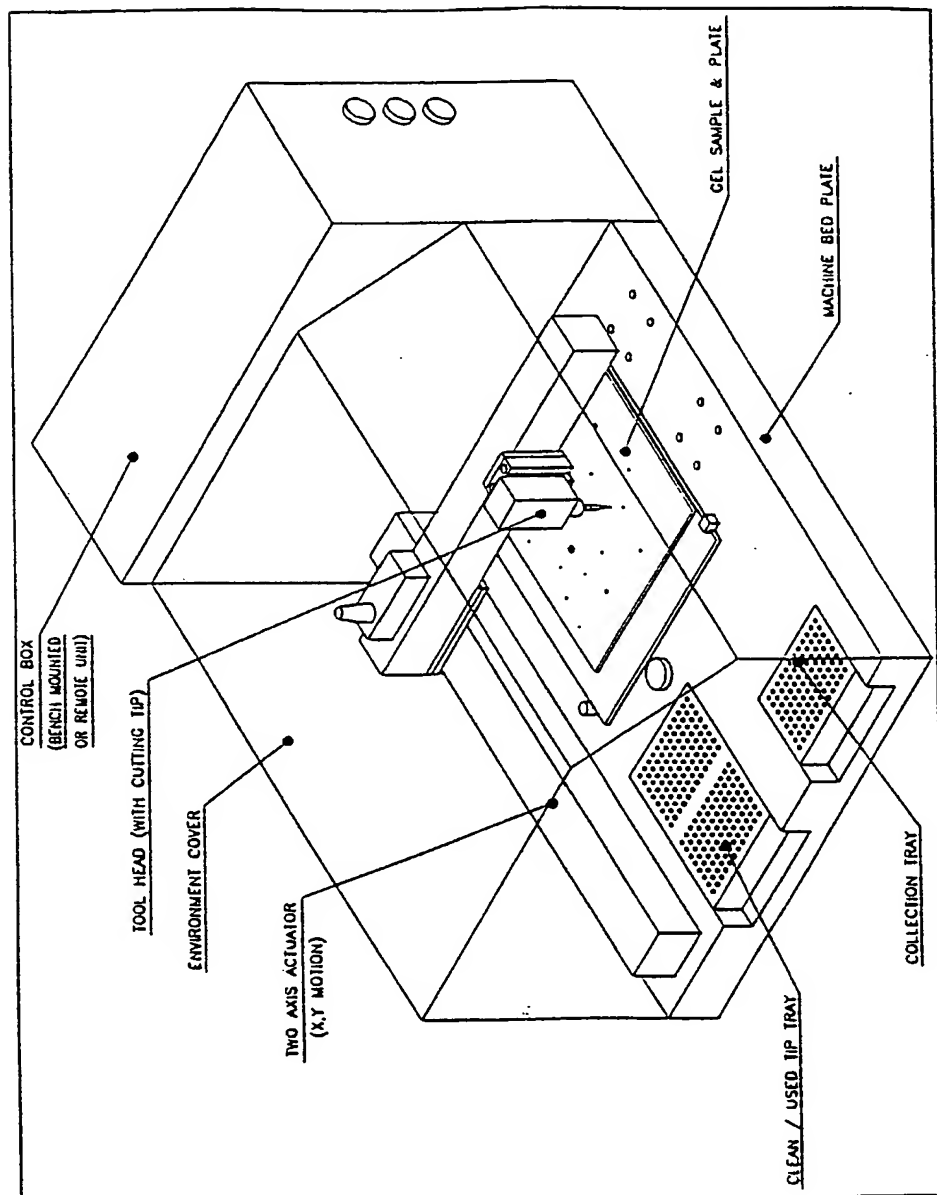 CONTROL BOX
(BENCH MOUNTED
OR REMOTE UNIT)
TOOL HEAD (WITH CUTTING TIP)
ENVIRONMENT COVER
TWO AXIS ACTUATOR
(X,Y MOTION)
CLEAN / USED TIP TRAY
COLLECTION TRAY
MACHINE BED PLATE
GEL SAMPLE & PLATE